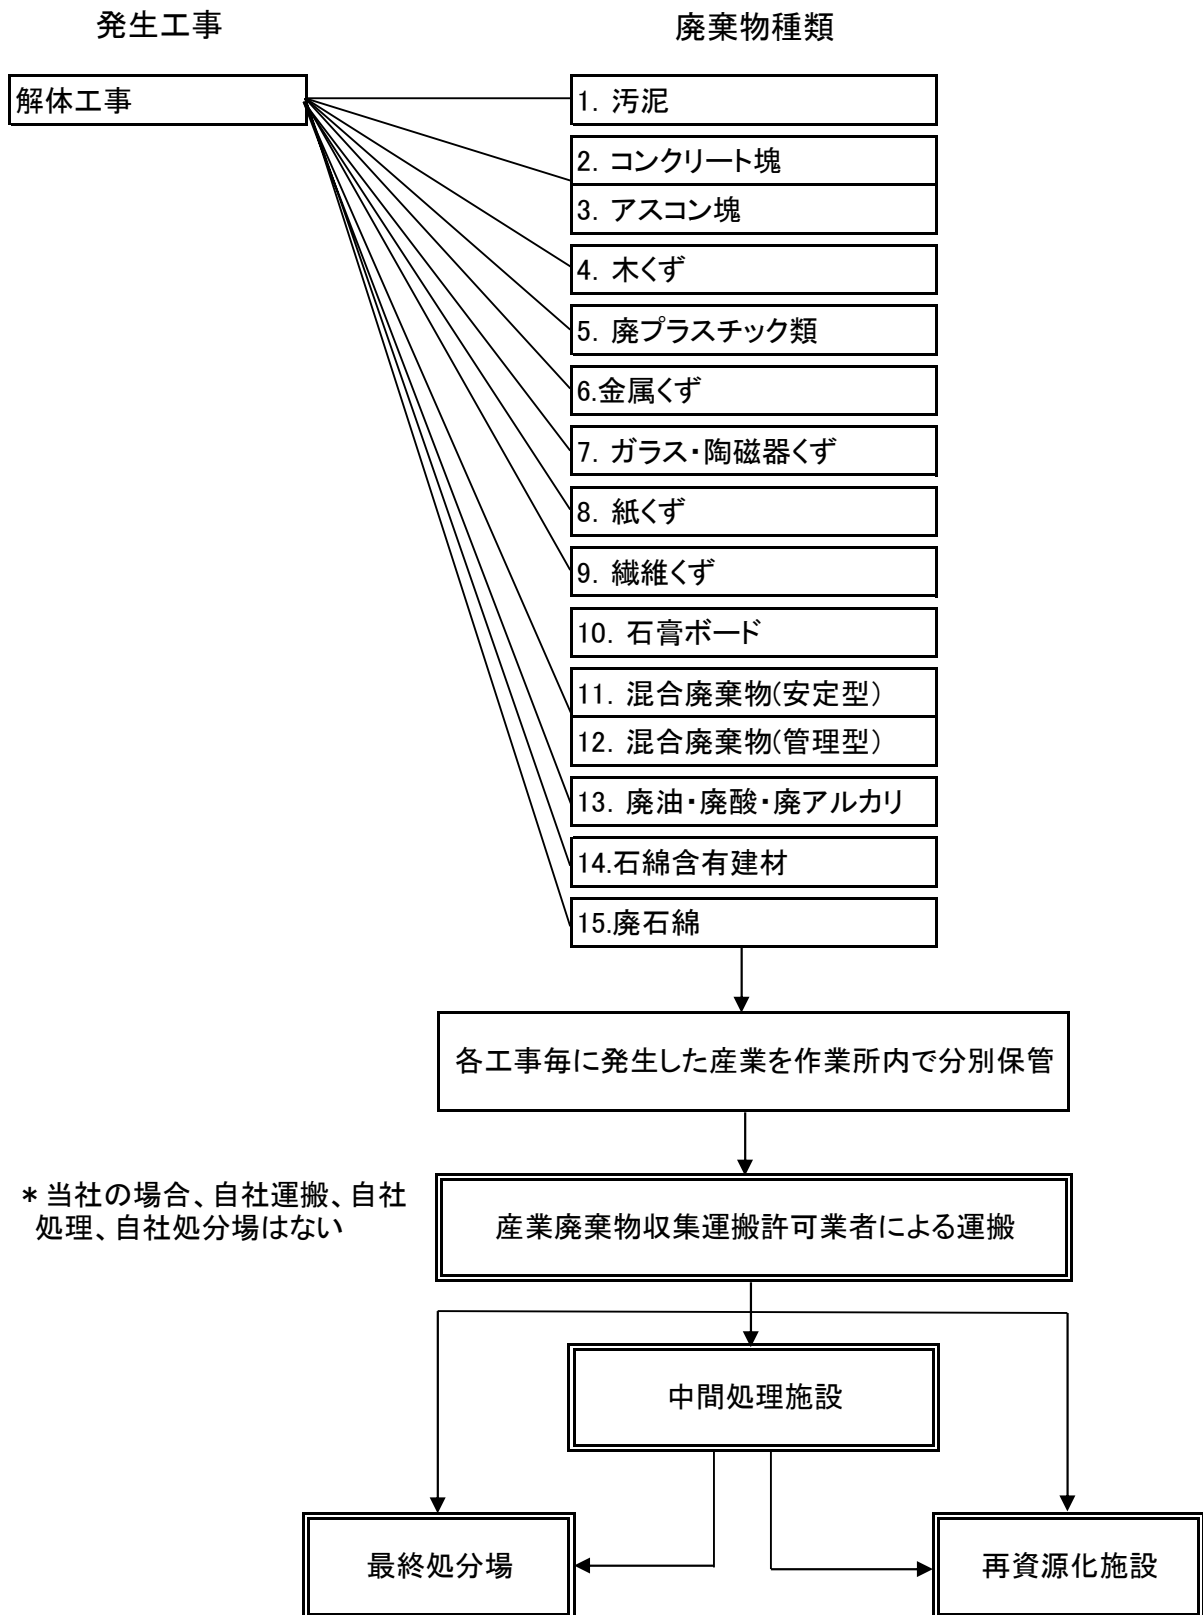 発生工事
廃棄物種類
解体工事
1. 汚泥
2. コンクリート塊
3. アスコン塊
4. 木くず
5. 廃プラスチック類
6.金属くず
7. ガラス・陶磁器くず
8. 紙くず
9. 繊維くず
10. 石膏ボード
11. 混合廃棄物(安定型)
12. 混合廃棄物(管理型)
13. 廃油・廃酸・廃アルカリ
14.石綿含有建材
15.廃石綿
各工事毎に発生した産業を作業所内で分別保管
* 当社の場合、自社運搬、自社
処理、自社処分場はない
産業廃棄物収集運搬許可業者による運搬
中間処理施設
最終処分場
再資源化施設